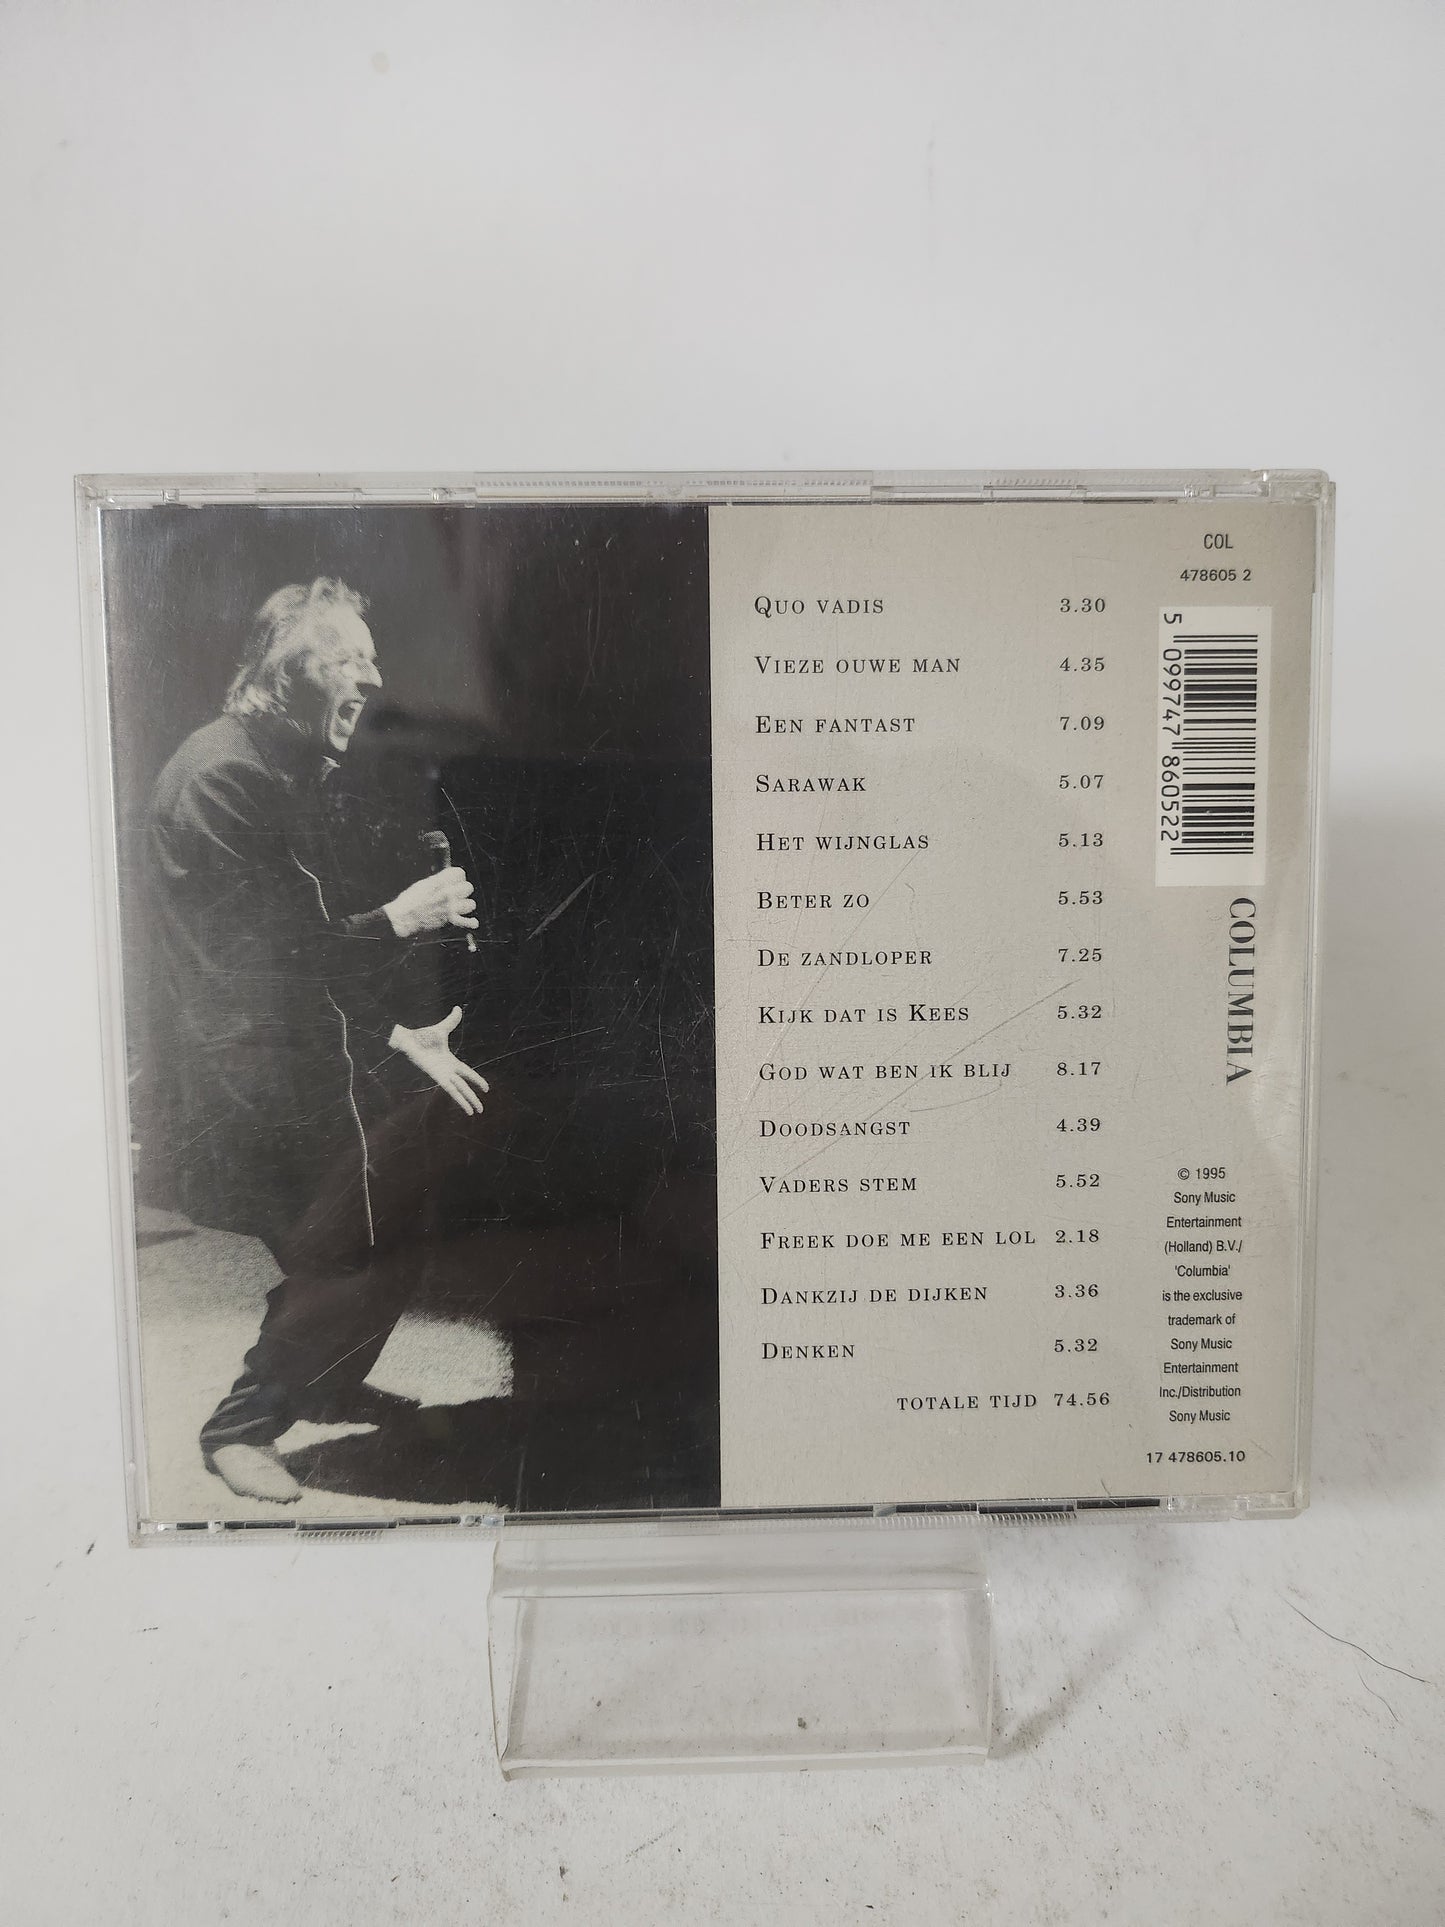 Quo vadis 3.30
Vieze ouwe man 4.35
Een fantast 7.09
Sarawak 5.07
Het wijnglas 5.13
Beter zo 5.53
De zandloper 7.25
Kijk dat is Kees 5.32
God wat ben ik blij 8.17
Doodsangst 4.39
Vaders stem 5.52
Freek doe me een lol 2.18
Dankzij de dijken 3.36
Denken 5.32
totale tijd 74.56
COL
478605 2
5 099747 860522
COLUMBIA
© 1995
Sony Music
Entertainment
(Holland) B.V./
'Columbia'
is the exclusive
trademark of
Sony Music
Entertainment
Inc./Distribution
Sony Music
17 478605.10